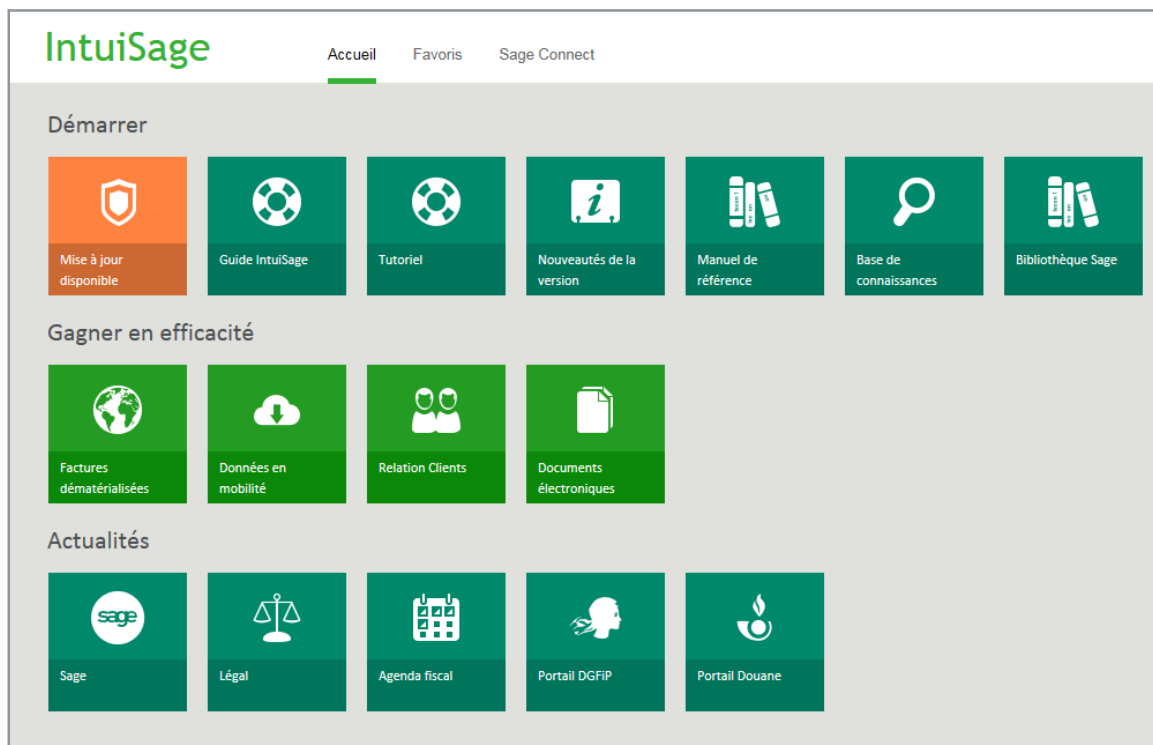 IntuiSage
Accueil Favoris Sage Connect
Démarrer
Mise à jour
disponible
Guide IntuiSage
Tutoriel
Nouveautés de la
version
Manuel de
référence
Base de
connaissances
Bibliothèque Sage
Gagner en efficacité
Factures
dématérialisées
Données en
mobilité
Relation Clients
Documents
électroniques
Actualités
sage
Sage
Légal
Agenda fiscal
Portail DGFiP
Portail Douane